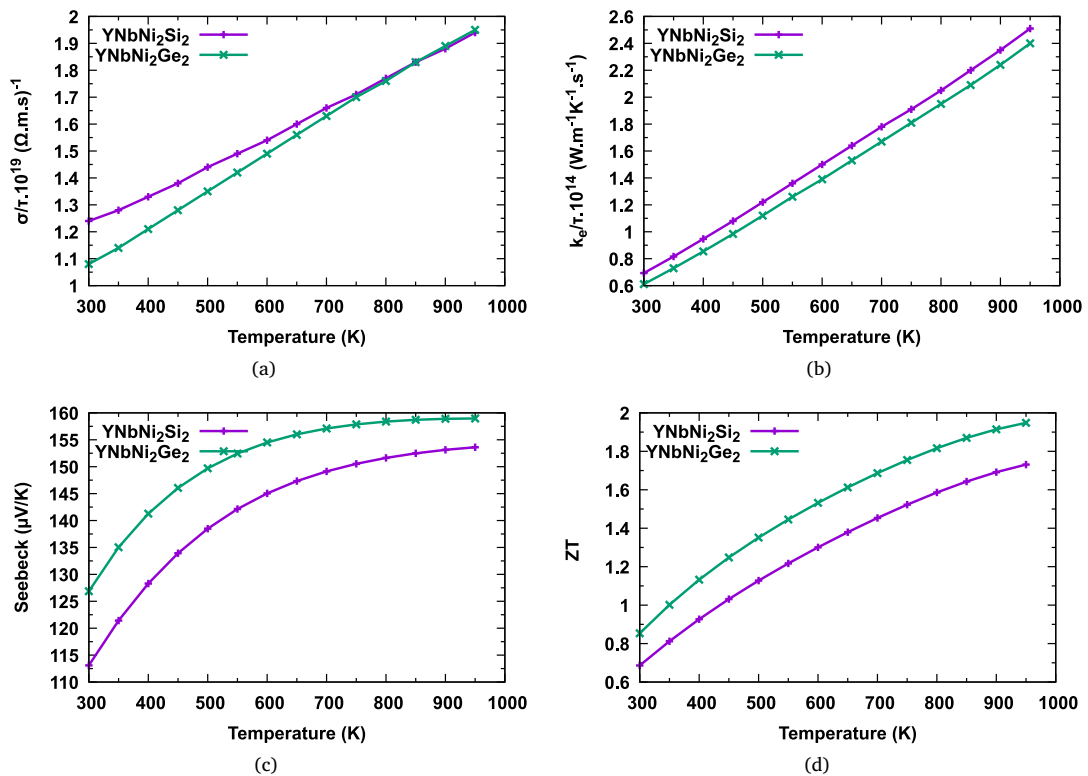 2
1.9
1.8
1.7
1.6
1.5
1.4
1.3
1.2
1.1
1
σ/τ.10¹⁹ (Ω.m.s)⁻¹
YNbNi₂Si₂
YNbNi₂Ge₂
300 400 500 600 700 800 900 1000
Temperature (K)
(a)
2.6
2.4
2.2
2
1.8
1.6
1.4
1.2
1
0.8
0.6
kₑ/τ.10¹⁴ (W.m⁻¹K⁻¹.s⁻¹)
YNbNi₂Si₂
YNbNi₂Ge₂
300 400 500 600 700 800 900 1000
Temperature (K)
(b)
160
155
150
145
140
135
130
125
120
115
110
Seebeck (μV/K)
YNbNi₂Si₂
YNbNi₂Ge₂
300 400 500 600 700 800 900 1000
Temperature (K)
(c)
2
1.8
1.6
1.4
1.2
1
0.8
0.6
ZT
YNbNi₂Si₂
YNbNi₂Ge₂
300 400 500 600 700 800 900 1000
Temperature (K)
(d)